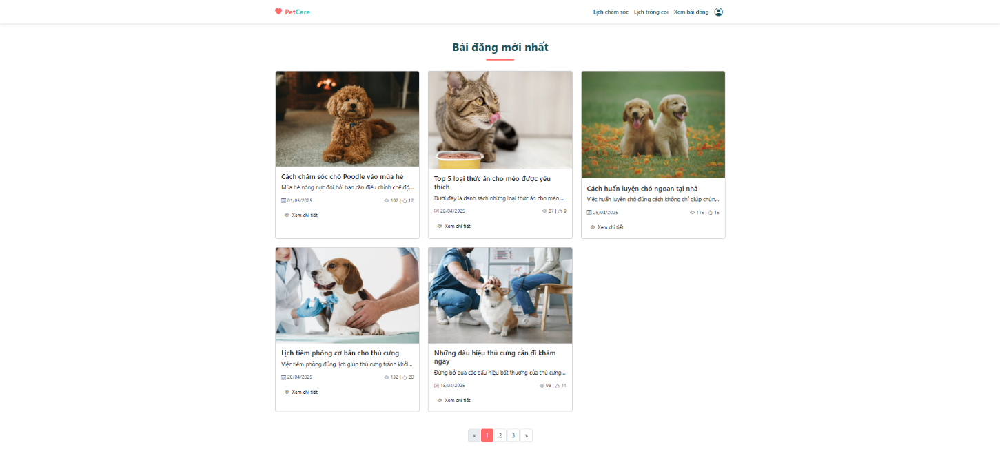 PetCare
Lịch chăm sóc Lịch trông coi Xem bài đăng
Bài đăng mới nhất
Cách chăm sóc chó Poodle vào mùa hè
Mùa hè nóng nực đòi hỏi bạn cần điều chỉnh chế độ...
01/05/2025 102 | 12
Xem chi tiết
Top 5 loại thức ăn cho mèo được yêu
thích
Dưới đây là danh sách những loại thức ăn cho mèo ...
28/04/2025 87 | 9
Xem chi tiết
Cách huấn luyện chó ngoan tại nhà
Việc huấn luyện chó đúng cách không chỉ giúp chún...
25/04/2025 115 | 15
Xem chi tiết
Lịch tiêm phòng cơ bản cho thú cưng
Việc tiêm phòng đúng lịch giúp thú cưng tránh khỏi...
20/04/2025 132 | 20
Xem chi tiết
Những dấu hiệu thú cưng cần đi khám
ngay
Đừng bỏ qua các dấu hiệu bất thường của thú cưng...
18/04/2025 98 | 11
Xem chi tiết
« 1 2 3 »